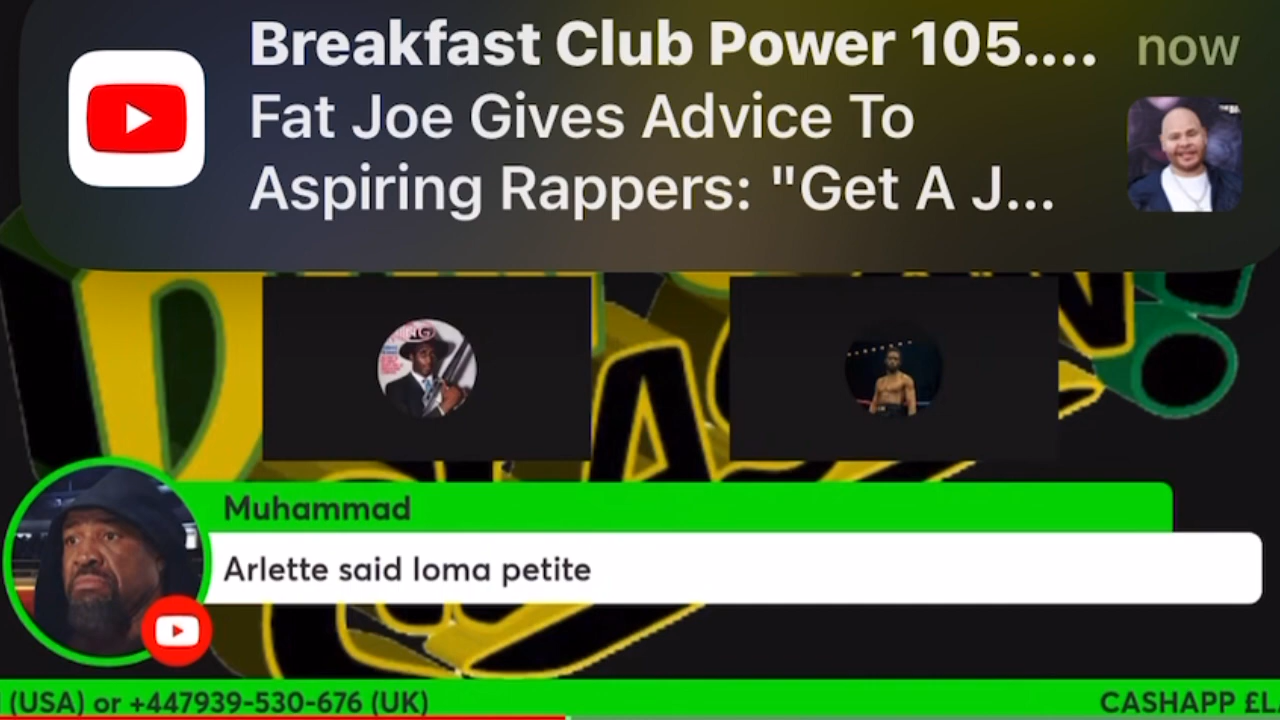 Breakfast Club Power 105.... now
Fat Joe Gives Advice To
Aspiring Rappers: "Get A J...
Muhammad
Arlette said loma petite
(USA) or +447939-530-676 (UK)
CASHAPP £L